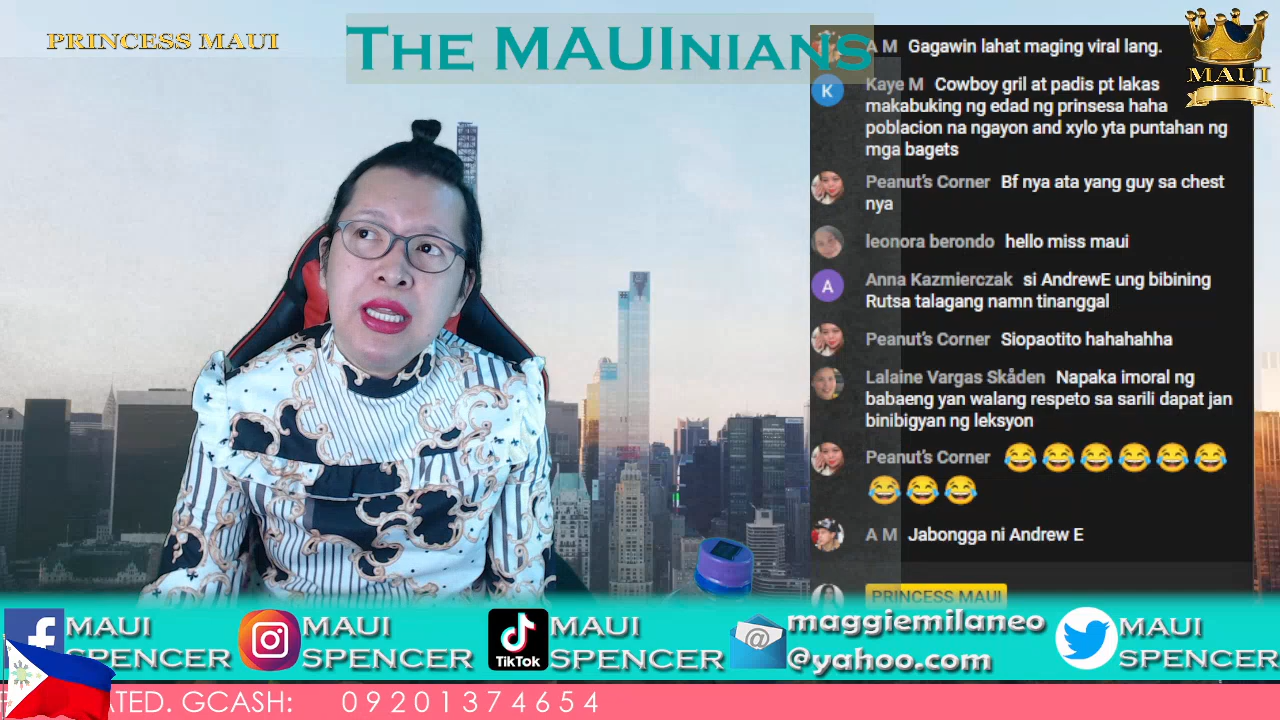 PRINCESS MAUI
THE MAUINIANS
MAUI
A M Gagawin lahat maging viral lang.
Kaye M Cowboy gril at padis pt lakas
makabuking ng edad ng prinsesa haha
poblacion na ngayon and xylo yta puntahan ng
mga bagets
Peanut's Corner Bf nya ata yang guy sa chest
nya
leonora berondo hello miss maui
Anna Kazmierczak si AndrewE ung bibining
Rutsa talagang namn tinanggal
Peanut's Corner Siopaotito hahahahha
Lalaine Vargas Skåden Napaka imoral ng
babaeng yan walang respeto sa sarili dapat jan
binibigyan ng leksyon
Peanut's Corner 😂😂😂😂😂😂
😂😂😂
A M Jabongga ni Andrew E
PRINCESS MAUI
MAUI
SPENCER
MAUI
SPENCER
TikTok
MAUI
SPENCER
maggiemilaneo
@yahoo.com
MAUI
SPENCER
ATED. GCASH: 09201374654